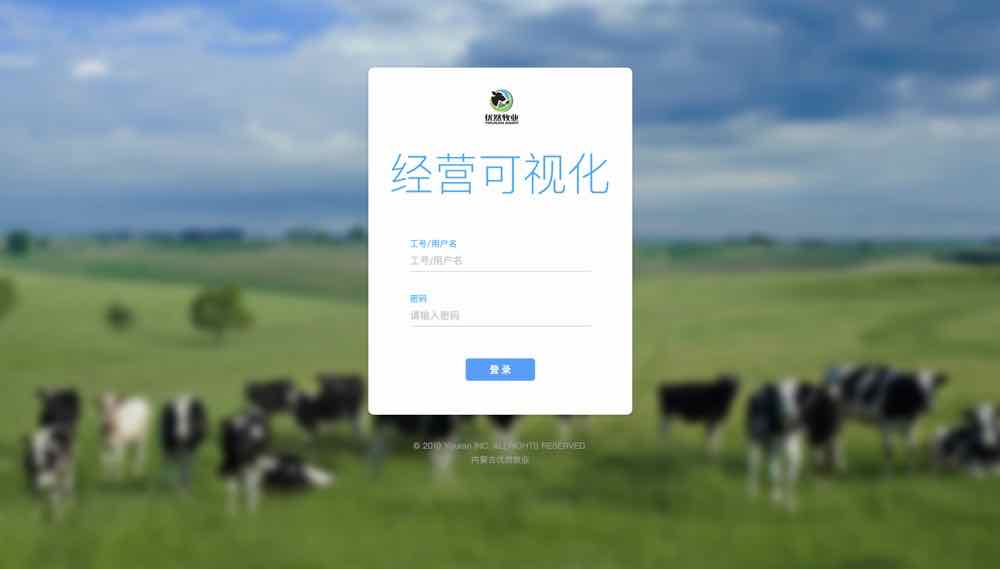 优然牧业
YOURAN DAIRY
经营可视化
工号/用户名
工号/用户名
密码
请输入密码
登 录
© 2019 Youran INC. ALL RIGHTS RESERVED.
内蒙古优然牧业